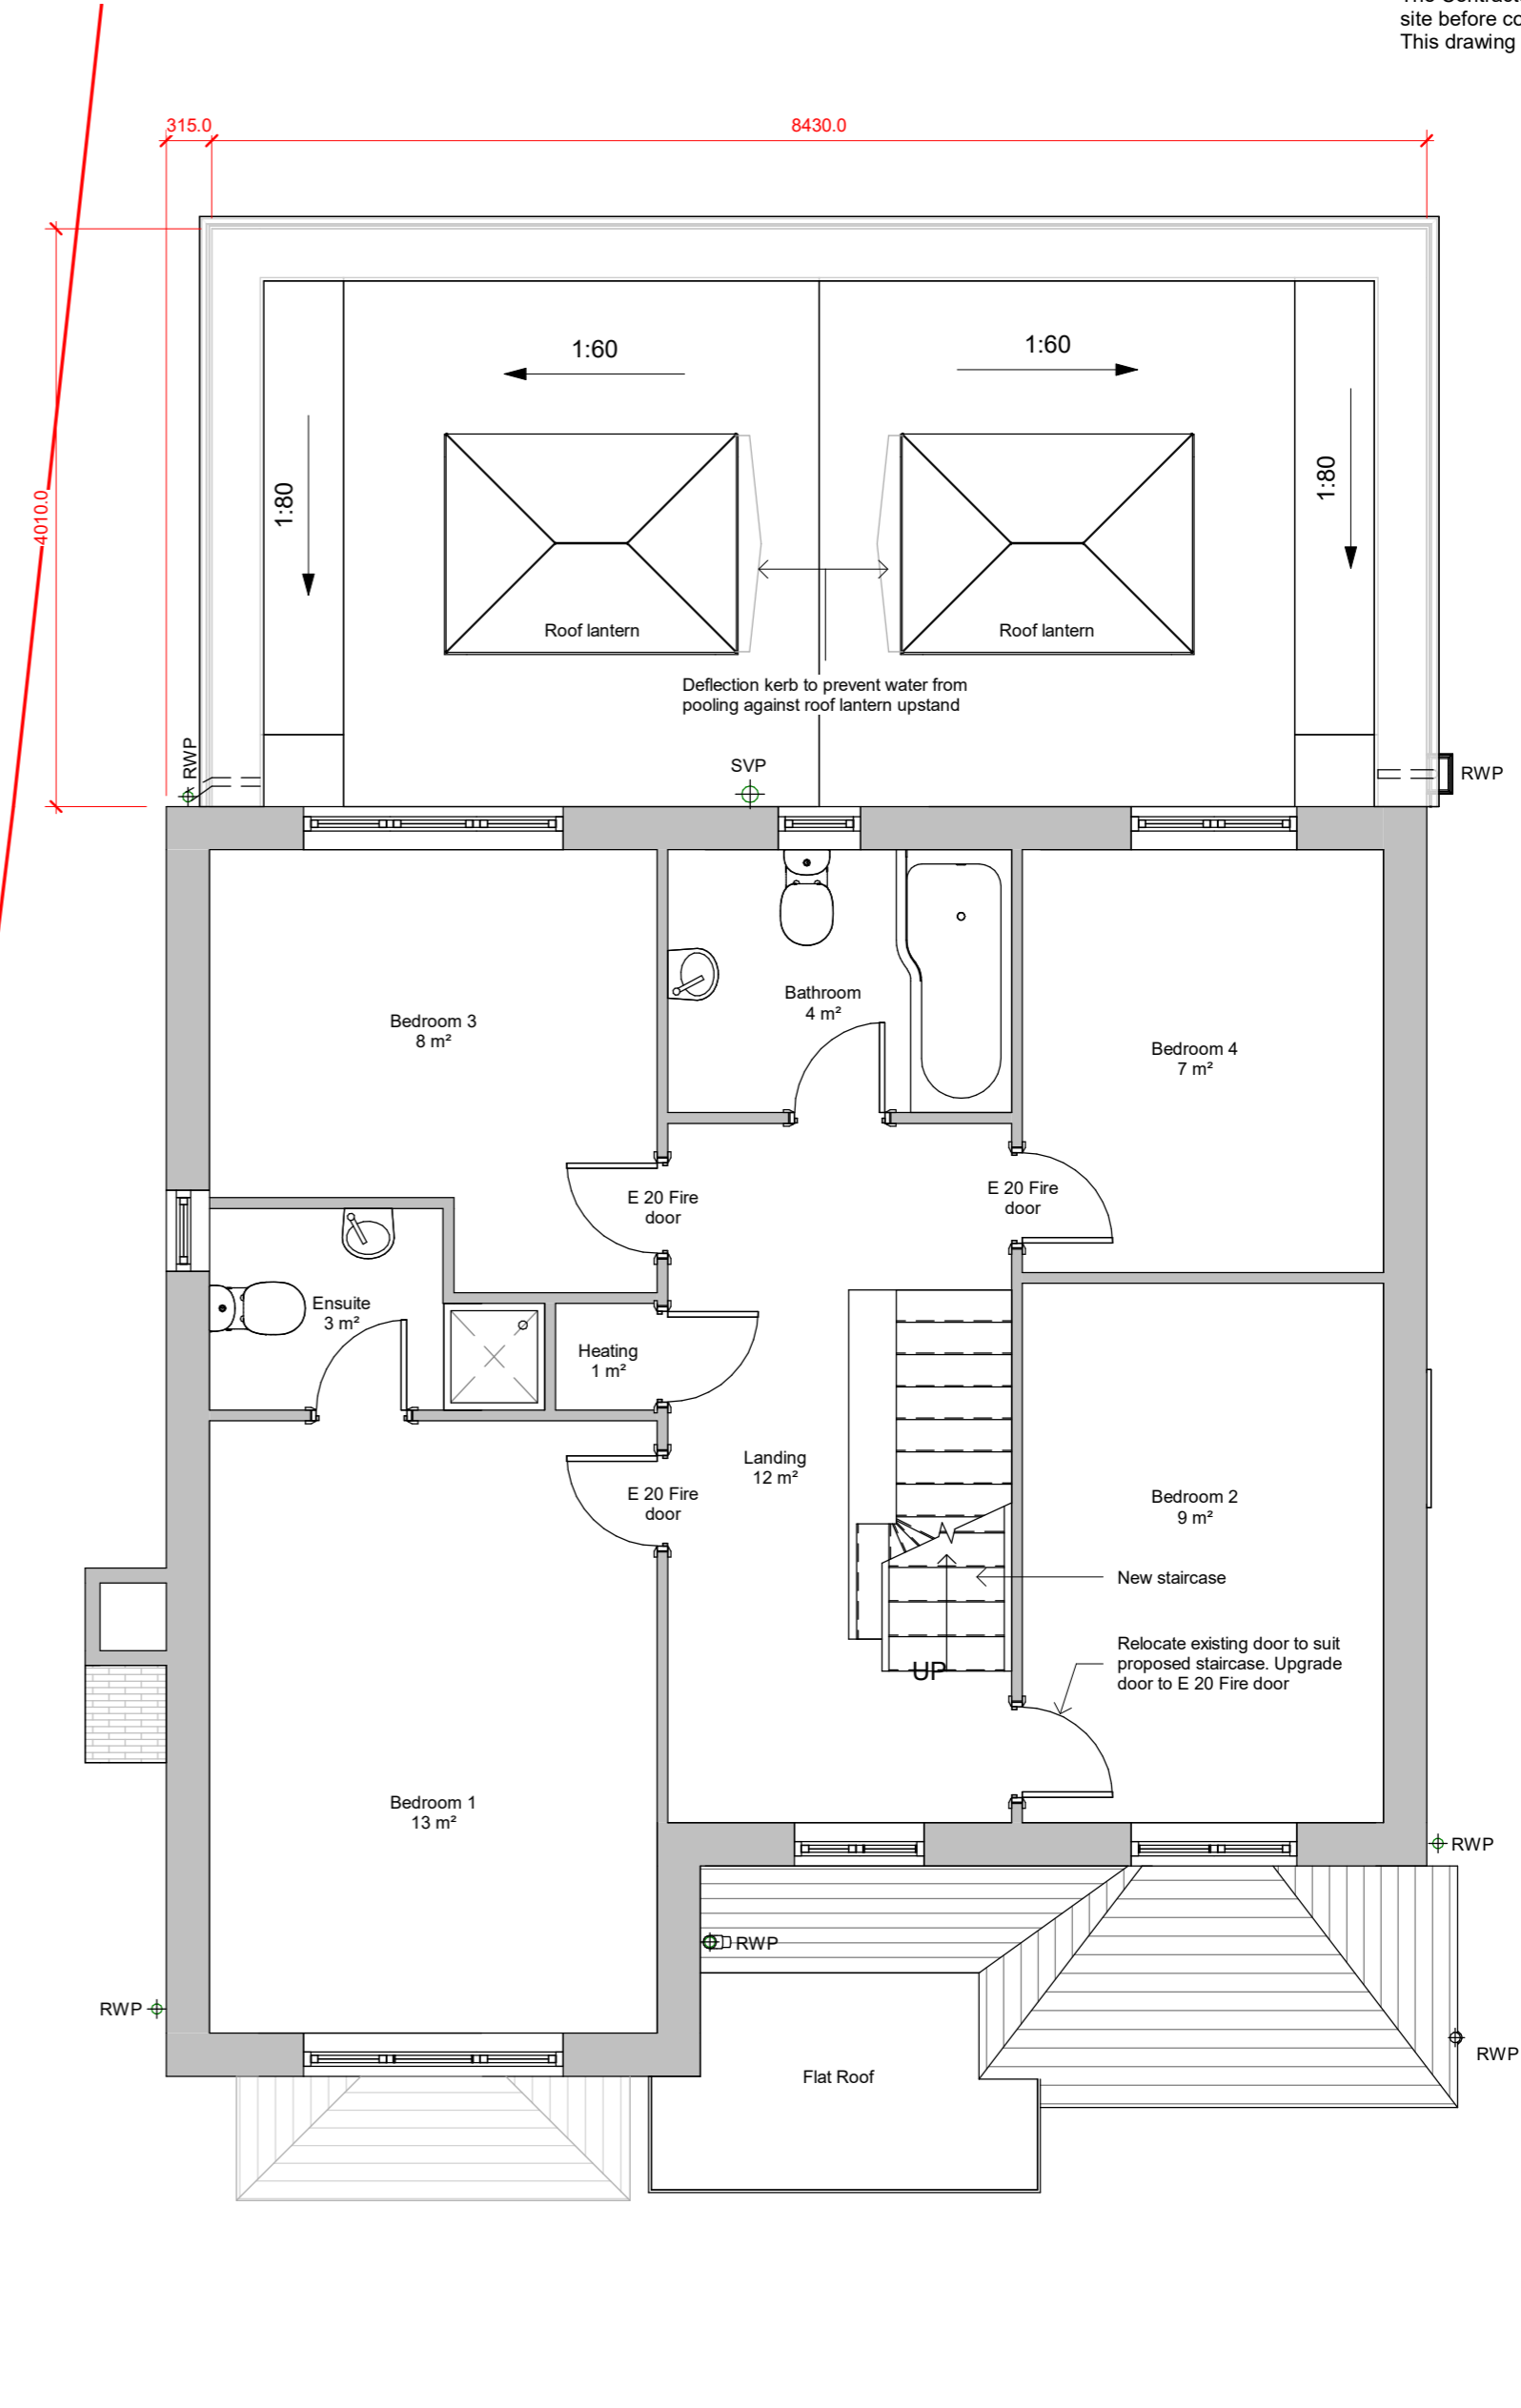 site before co
This drawing
315.0
8430.0
4010.0
1:60
1:60
1:80
1:80
Roof lantern
Roof lantern
Deflection kerb to prevent water from
pooling against roof lantern upstand
RWP
SVP
RWP
Bathroom
4 m²
Bedroom 3
8 m²
Bedroom 4
7 m²
E 20 Fire
door
E 20 Fire
door
Ensuite
3 m²
Heating
1 m²
Landing
12 m²
E 20 Fire
door
Bedroom 2
9 m²
New staircase
Relocate existing door to suit
proposed staircase. Upgrade
door to E 20 Fire door
UP
Bedroom 1
13 m²
RWP
RWP
RWP
RWP
Flat Roof